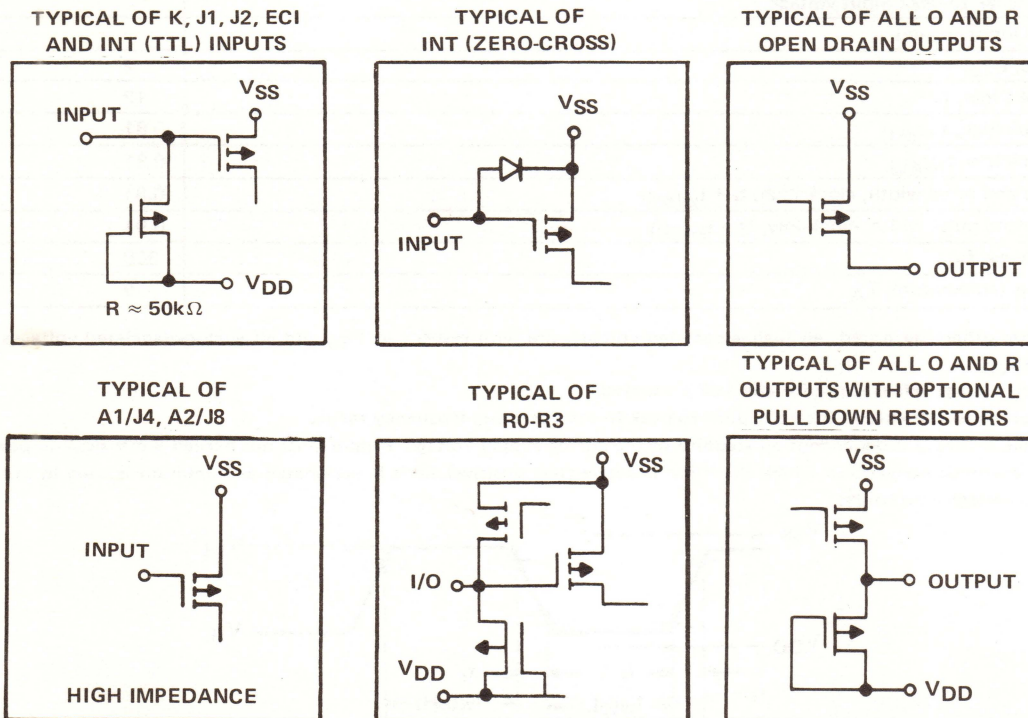 TYPICAL OF K, J1, J2, ECI
AND INT (TTL) INPUTS
INPUT
VSS
VDD
R ≈ 50kΩ
TYPICAL OF
INT (ZERO-CROSS)
VSS
INPUT
TYPICAL OF ALL O AND R
OPEN DRAIN OUTPUTS
VSS
OUTPUT
TYPICAL OF
A1/J4, A2/J8
VSS
INPUT
HIGH IMPEDANCE
TYPICAL OF
R0-R3
VSS
I/O
VDD
TYPICAL OF ALL O AND R
OUTPUTS WITH OPTIONAL
PULL DOWN RESISTORS
VSS
OUTPUT
VDD